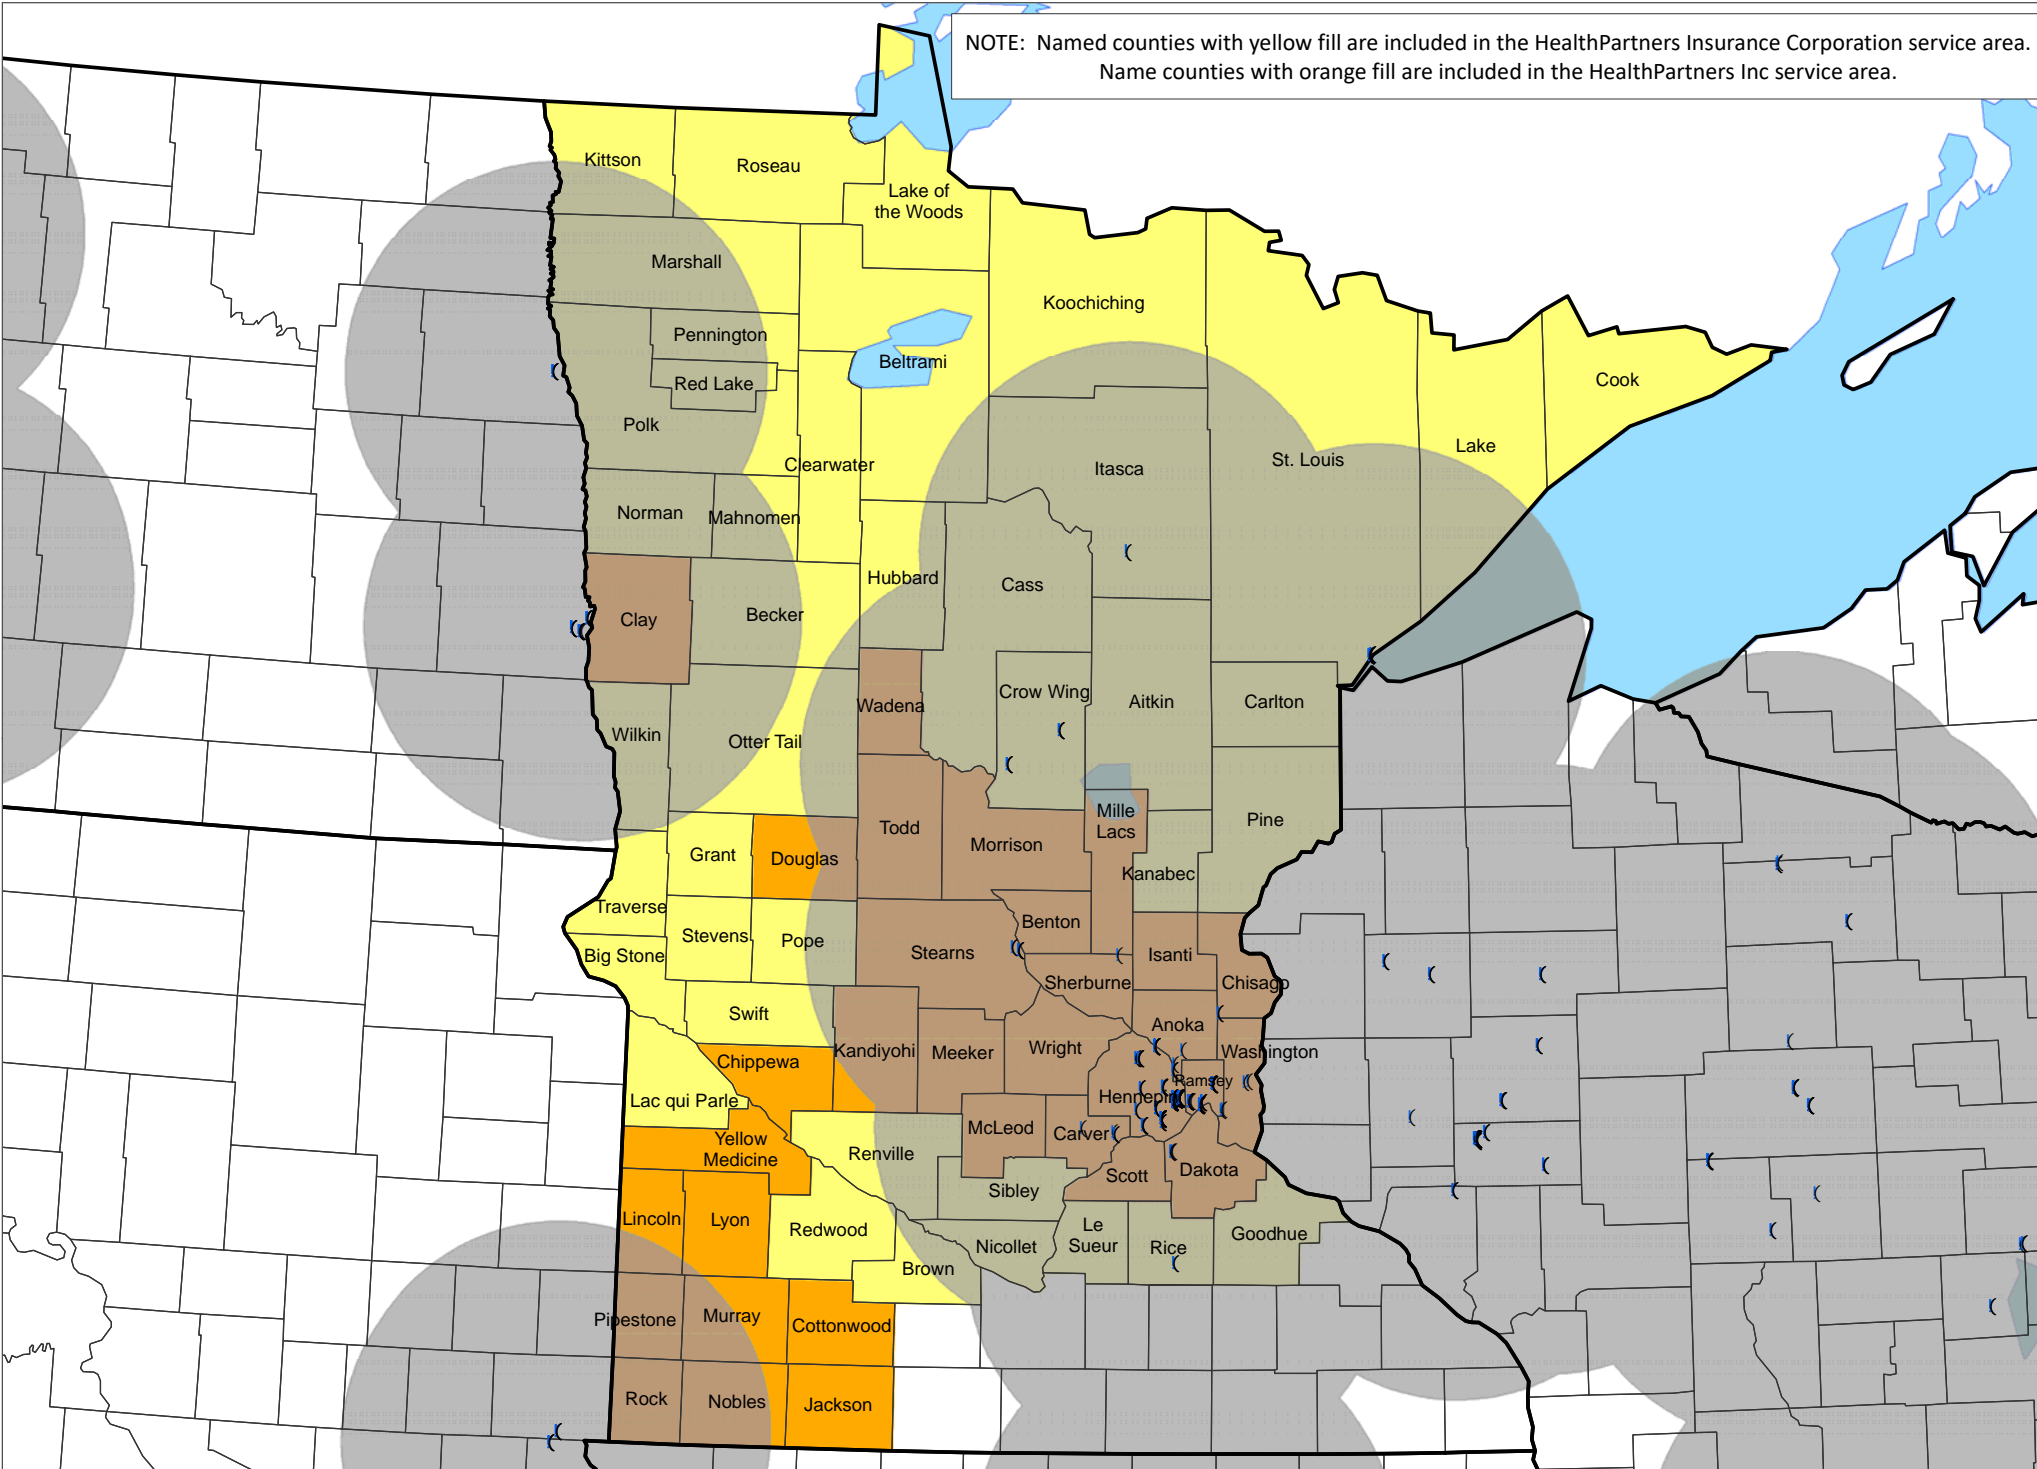 NOTE: Named counties with yellow fill are included in the HealthPartners Insurance Corporation service area.
Name counties with orange fill are included in the HealthPartners Inc service area.
Kittson
Roseau
Lake of
the Woods
Marshall
Koochiching
Pennington
Beltrami
Red Lake
Cook
Polk
Lake
Clearwater
Itasca
St. Louis
Norman
Mahnomen
Hubbard
Cass
Clay
Becker
Crow Wing
Aitkin
Carlton
Wadena
Wilkin
Otter Tail
Mille
Lacs
Pine
Todd
Morrison
Grant
Douglas
Kanabec
Traverse
Benton
Stevens
Pope
Stearns
Isanti
Big Stone
Sherburne
Chisago
Swift
Anoka
Kandiyohi
Meeker
Wright
Washington
Chippewa
Ramsey
Hennepin
Lac qui Parle
McLeod
Carver
Yellow
Medicine
Renville
Scott
Dakota
Sibley
Lincoln
Lyon
Redwood
Le
Sueur
Nicollet
Rice
Goodhue
Brown
Pipestone
Murray
Cottonwood
Rock
Nobles
Jackson